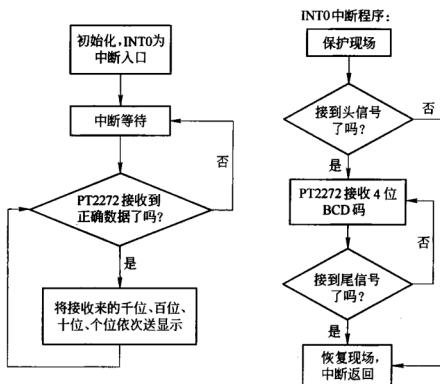 初始化,INT0为
中断入口
中断等待
否
PT2272接收到
正确数据了吗?
是
将接收来的千位、百位、
十位、个位依次送显示
INT0中断程序:
保护现场
接到头信号
了吗?
否
是
PT2272接收4位
BCD码
否
接到尾信号
了吗?
是
恢复现场,
中断返回